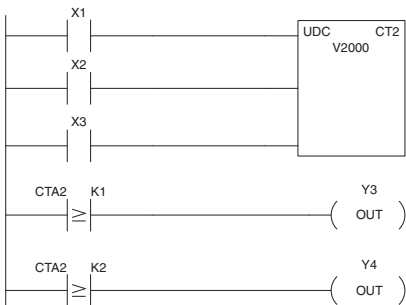 X1
UDC CT2
V2000
X2
X3
CTA2 K1 Y3
≥ OUT
CTA2 K2 Y4
≥ OUT